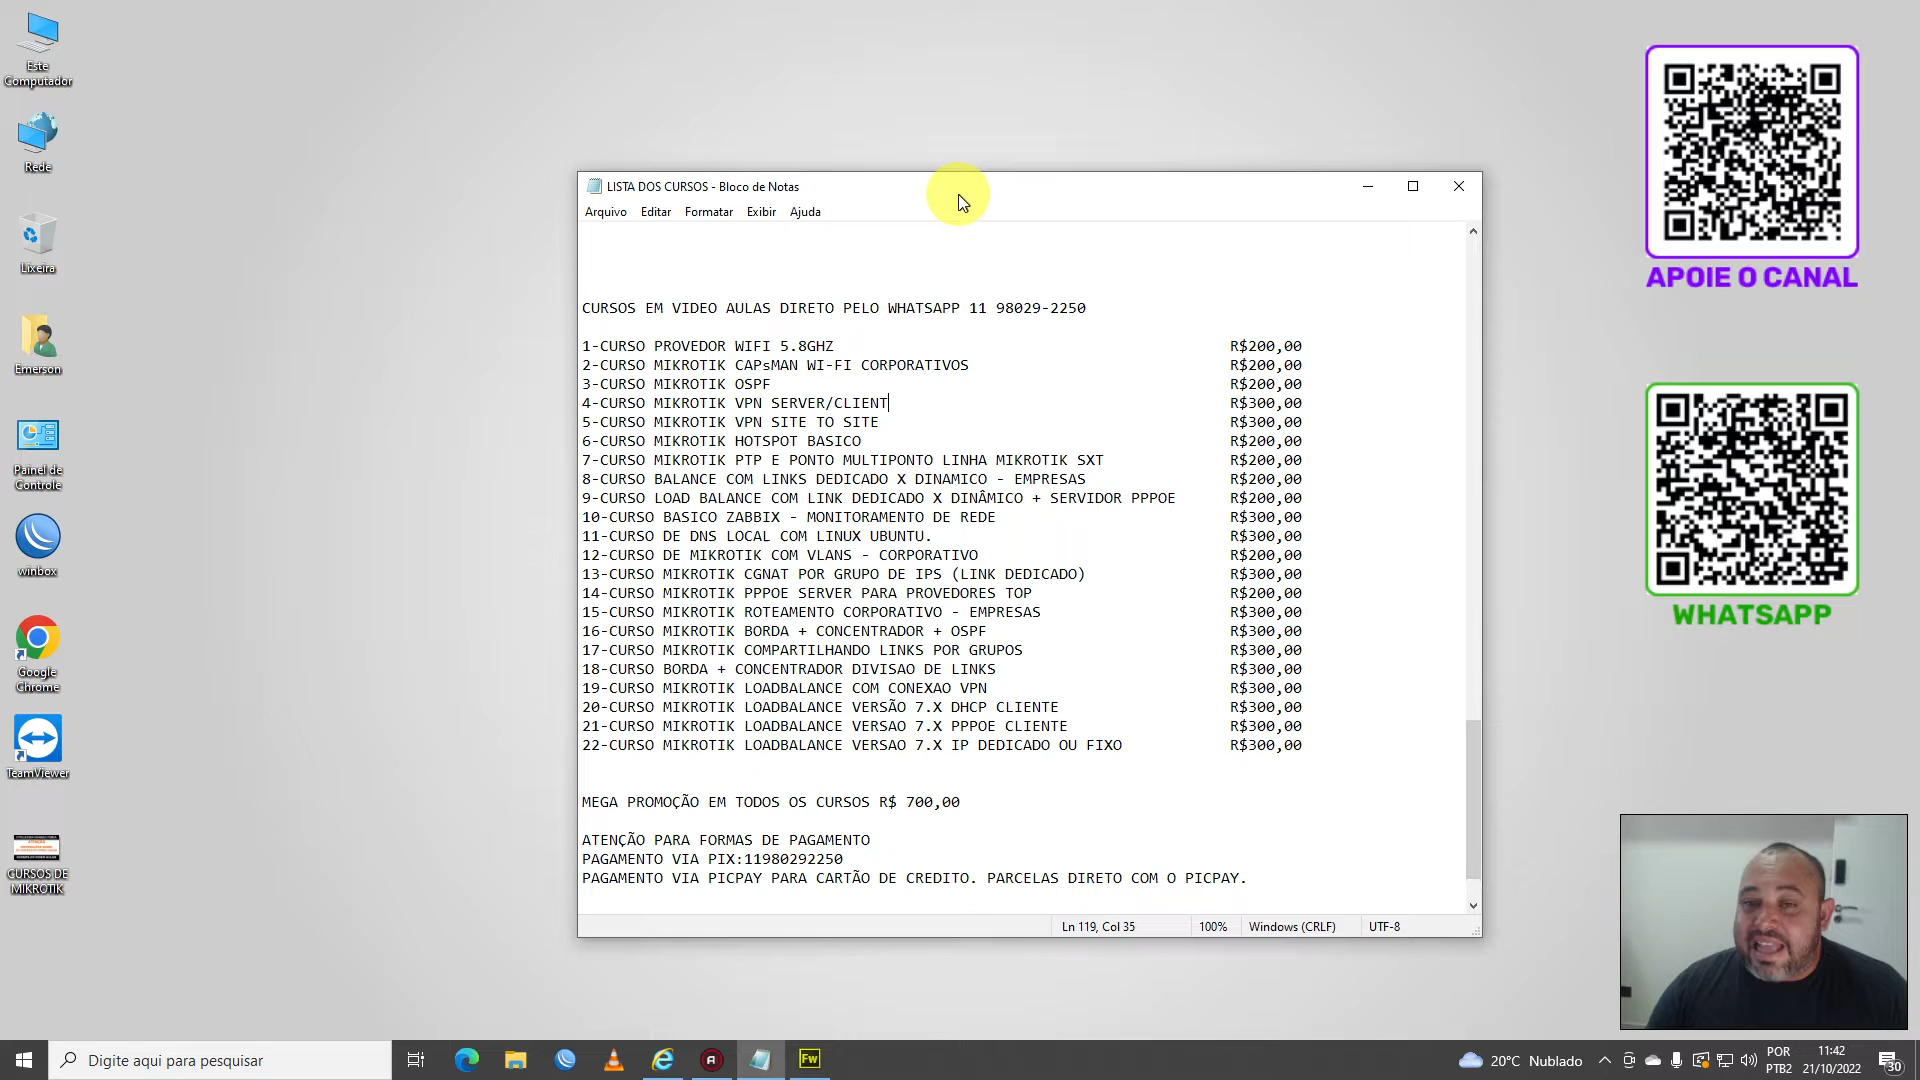 Este
Computador
Rede
Lixeira
Emerson
Painel de
Controle
winbox
Google
Chrome
TeamViewer
CURSOS DE
MIKROTIK
LISTA DOS CURSOS - Bloco de Notas
Arquivo Editar Formatar Exibir Ajuda
CURSOS EM VIDEO AULAS DIRETO PELO WHATSAPP 11 98029-2250
1-CURSO PROVEDOR WIFI 5.8GHZ R$200,00
2-CURSO MIKROTIK CAPsMAN WI-FI CORPORATIVOS R$200,00
3-CURSO MIKROTIK OSPF R$200,00
4-CURSO MIKROTIK VPN SERVER/CLIENT R$300,00
5-CURSO MIKROTIK VPN SITE TO SITE R$300,00
6-CURSO MIKROTIK HOTSPOT BASICO R$200,00
7-CURSO MIKROTIK PTP E PONTO MULTIPONTO LINHA MIKROTIK SXT R$200,00
8-CURSO BALANCE COM LINKS DEDICADO X DINAMICO - EMPRESAS R$200,00
9-CURSO LOAD BALANCE COM LINK DEDICADO X DINÂMICO + SERVIDOR PPPOE R$200,00
10-CURSO BASICO ZABBIX - MONITORAMENTO DE REDE R$300,00
11-CURSO DE DNS LOCAL COM LINUX UBUNTU. R$300,00
12-CURSO DE MIKROTIK COM VLANS - CORPORATIVO R$200,00
13-CURSO MIKROTIK CGNAT POR GRUPO DE IPS (LINK DEDICADO) R$300,00
14-CURSO MIKROTIK PPPOE SERVER PARA PROVEDORES TOP R$200,00
15-CURSO MIKROTIK ROTEAMENTO CORPORATIVO - EMPRESAS R$300,00
16-CURSO MIKROTIK BORDA + CONCENTRADOR + OSPF R$300,00
17-CURSO MIKROTIK COMPARTILHANDO LINKS POR GRUPOS R$300,00
18-CURSO BORDA + CONCENTRADOR DIVISAO DE LINKS R$300,00
19-CURSO MIKROTIK LOADBALANCE COM CONEXAO VPN R$300,00
20-CURSO MIKROTIK LOADBALANCE VERSÃO 7.X DHCP CLIENTE R$300,00
21-CURSO MIKROTIK LOADBALANCE VERSAO 7.X PPPOE CLIENTE R$300,00
22-CURSO MIKROTIK LOADBALANCE VERSAO 7.X IP DEDICADO OU FIXO R$300,00
MEGA PROMOÇÃO EM TODOS OS CURSOS R$ 700,00
ATENÇÃO PARA FORMAS DE PAGAMENTO
PAGAMENTO VIA PIX:11980292250
PAGAMENTO VIA PICPAY PARA CARTÃO DE CREDITO. PARCELAS DIRETO COM O PICPAY.
Ln 119, Col 35 100% Windows (CRLF) UTF-8
APOIE O CANAL
WHATSAPP
Digite aqui para pesquisar
Fw
20°C Nublado
POR
PTB2
11:42
21/10/2022
30